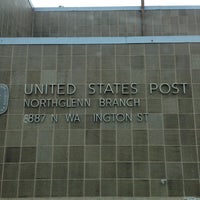 UNITED STATES POST
NORTHGLENN BRANCH
8887 N WA INGTON ST